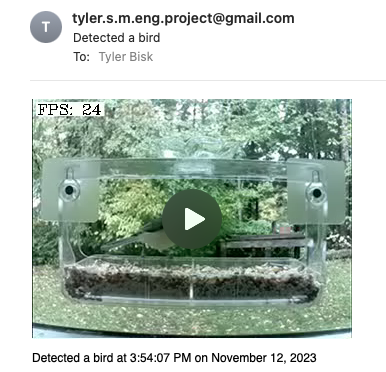 T
tyler.s.m.eng.project@gmail.com
Detected a bird
To: Tyler Bisk
FPS: 24
Detected a bird at 3:54:07 PM on November 12, 2023